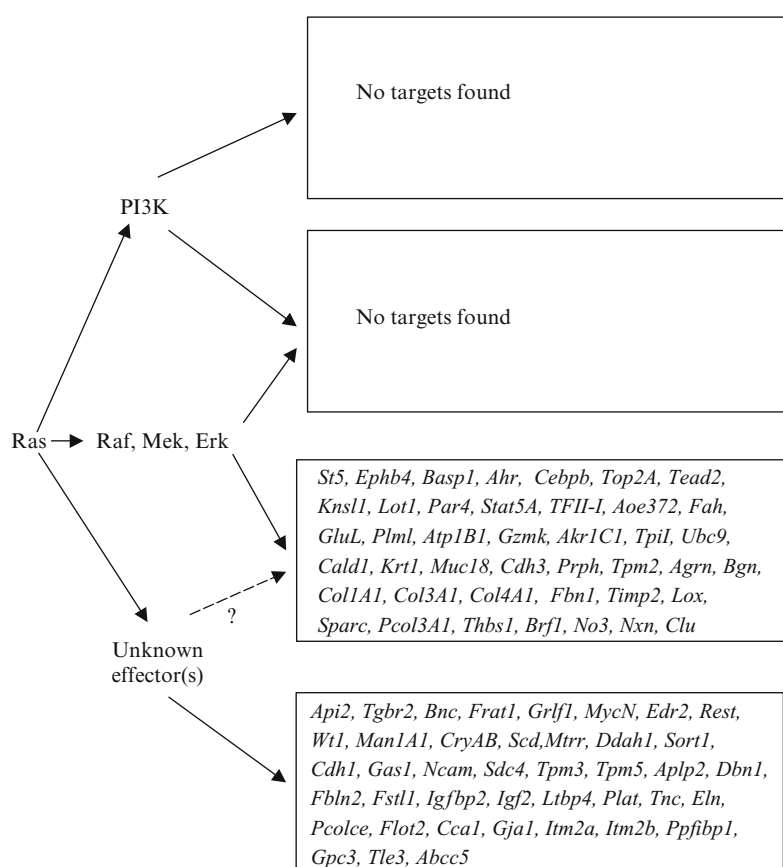 No targets found
PI3K
No targets found
Ras
Raf, Mek, Erk
St5, Ephb4, Basp1, Ahr, Cebpb, Top2A, Tead2,
Knsl1, Lot1, Par4, Stat5A, TFII-I, Aoe372, Fah,
GluL, Plml, Atp1B1, Gzmk, Akr1C1, TpiI, Ubc9,
Cald1, Krt1, Muc18, Cdh3, Prph, Tpm2, Agrn, Bgn,
Col1A1, Col3A1, Col4A1, Fbn1, Timp2, Lox,
Sparc, Pcol3A1, Thbs1, Brf1, No3, Nxn, Clu
?
Unknown
effector(s)
Api2, Tgbr2, Bnc, Frat1, Grlf1, MycN, Edr2, Rest,
Wt1, Man1A1, CryAB, Scd,Mtrr, Ddah1, Sort1,
Cdh1, Gas1, Ncam, Sdc4, Tpm3, Tpm5, Aplp2, Dbn1,
Fbln2, Fstl1, Igfbp2, Igf2, Ltbp4, Plat, Tnc, Eln,
Pcolce, Flot2, Cca1, Gja1, Itm2a, Itm2b, Ppfibp1,
Gpc3, Tle3, Abcc5